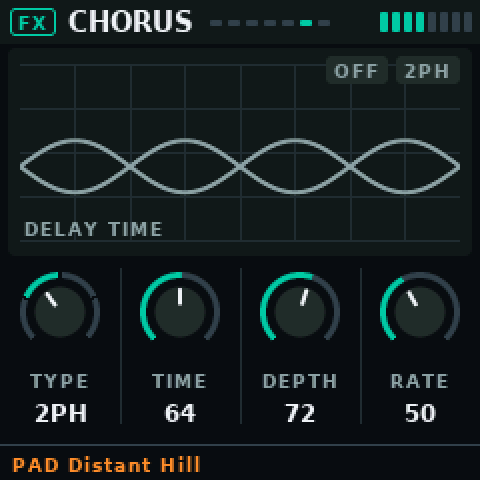 FX CHORUS
OFF 2PH
DELAY TIME
TYPE TIME DEPTH RATE
2PH 64 72 50
PAD Distant Hill